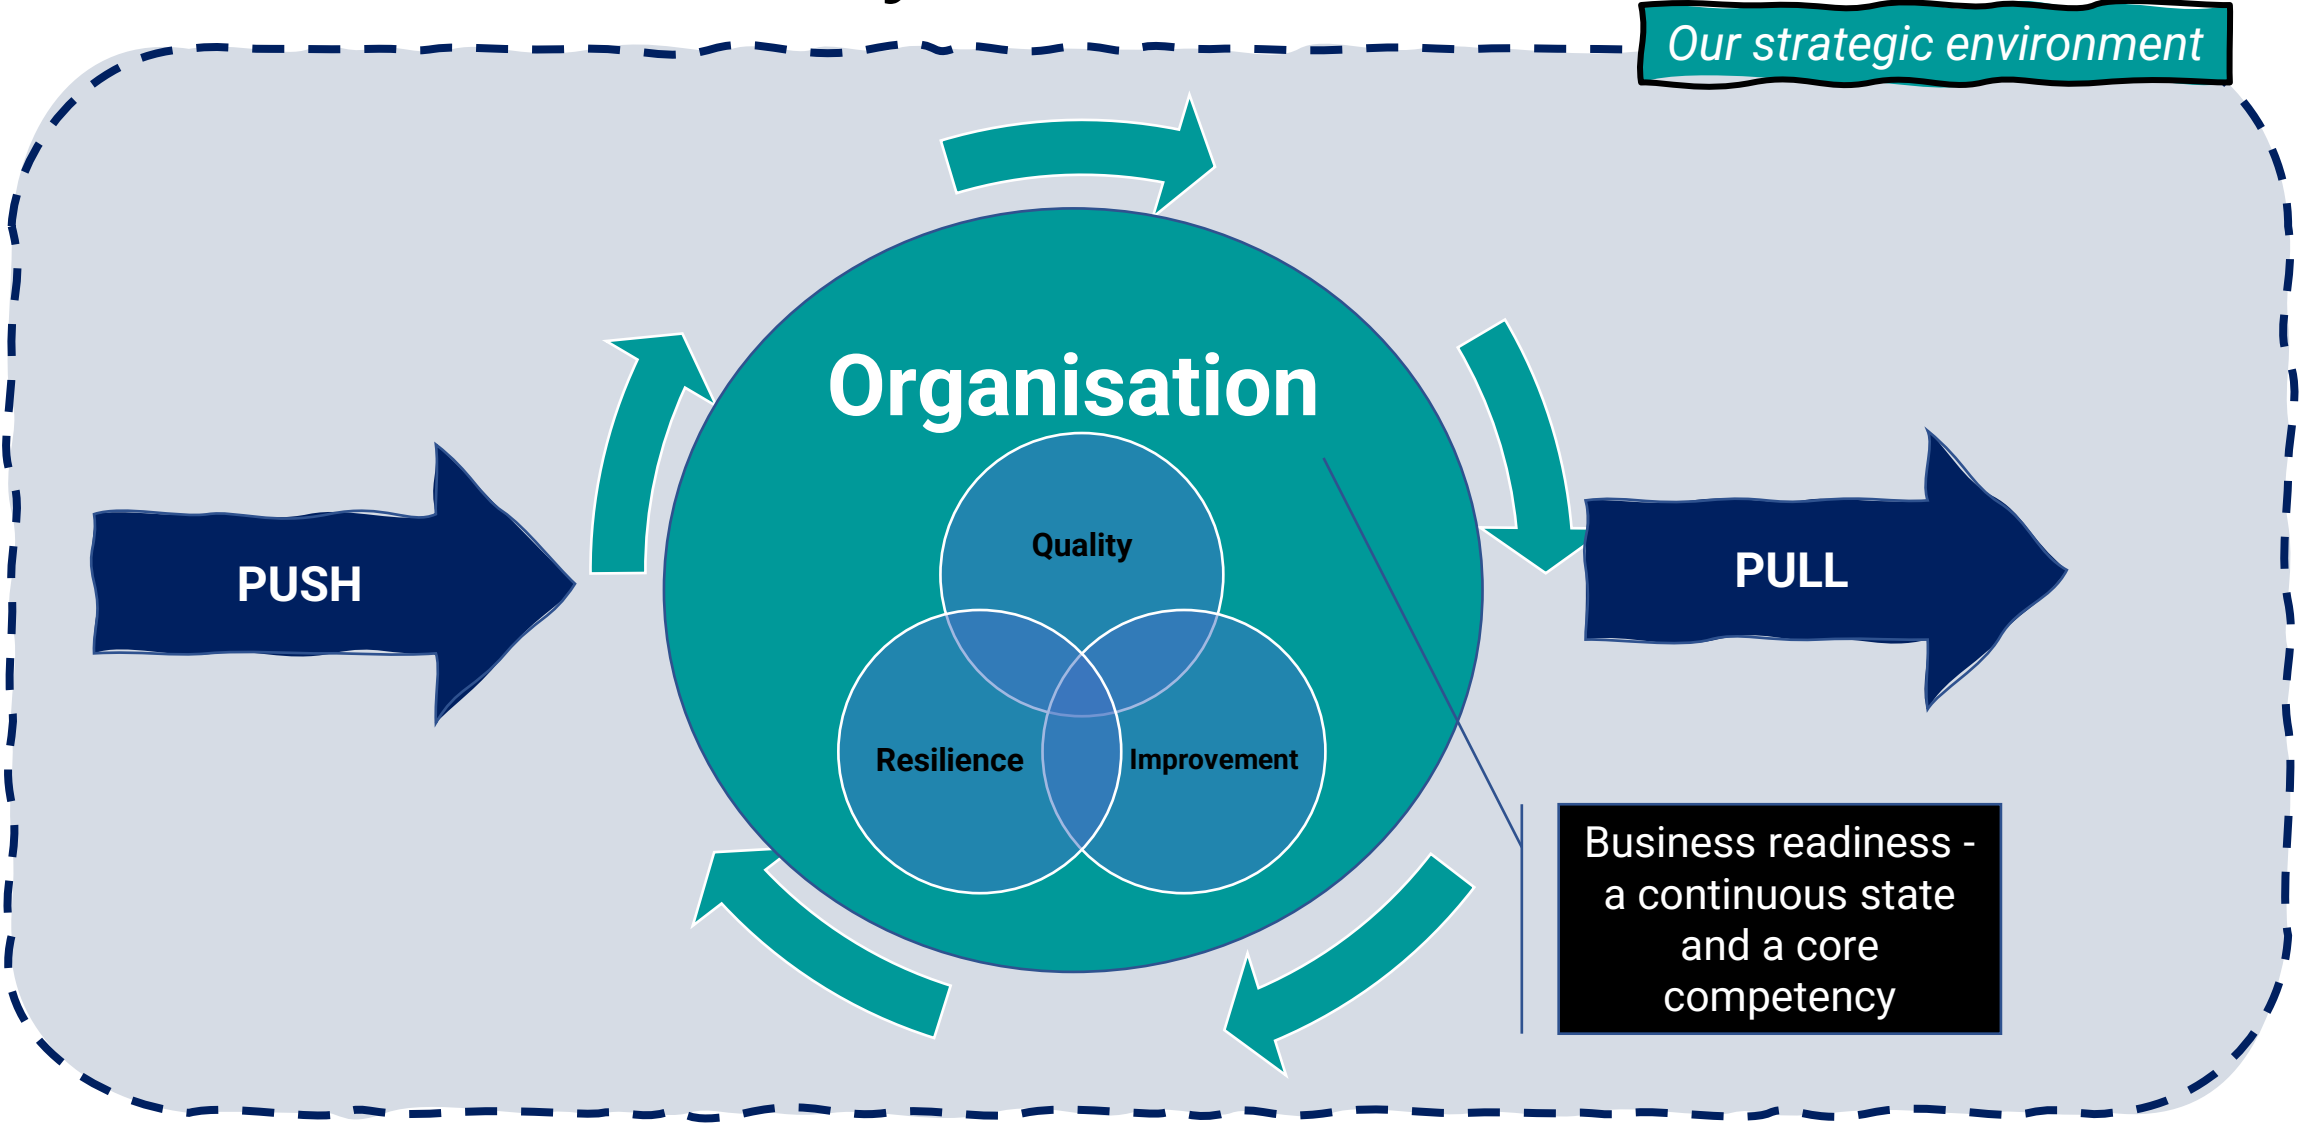 Our strategic environment
Organisation
Quality
PUSH
PULL
Resilience
Improvement
Business readiness -
a continuous state
and a core
competency